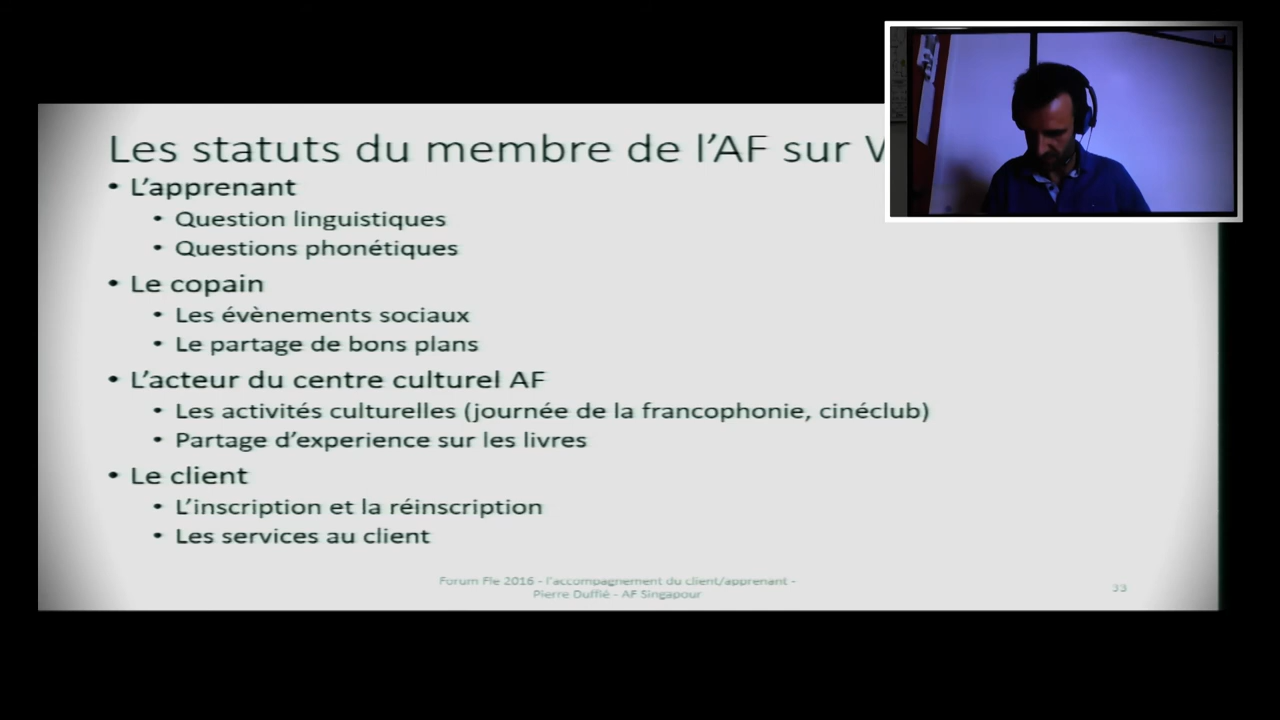 Les statuts du membre de l'AF sur
• L'apprenant
• Question linguistiques
• Questions phonétiques
• Le copain
• Les évènements sociaux
• Le partage de bons plans
• L'acteur du centre culturel AF
• Les activités culturelles (journée de la francophonie, cinéclub)
• Partage d'experience sur les livres
• Le client
• L'inscription et la réinscription
• Les services au client
Forum Fle 2016 - l'accompagnement du client/apprenant -
Pierre Duffié - AF Singapour
33